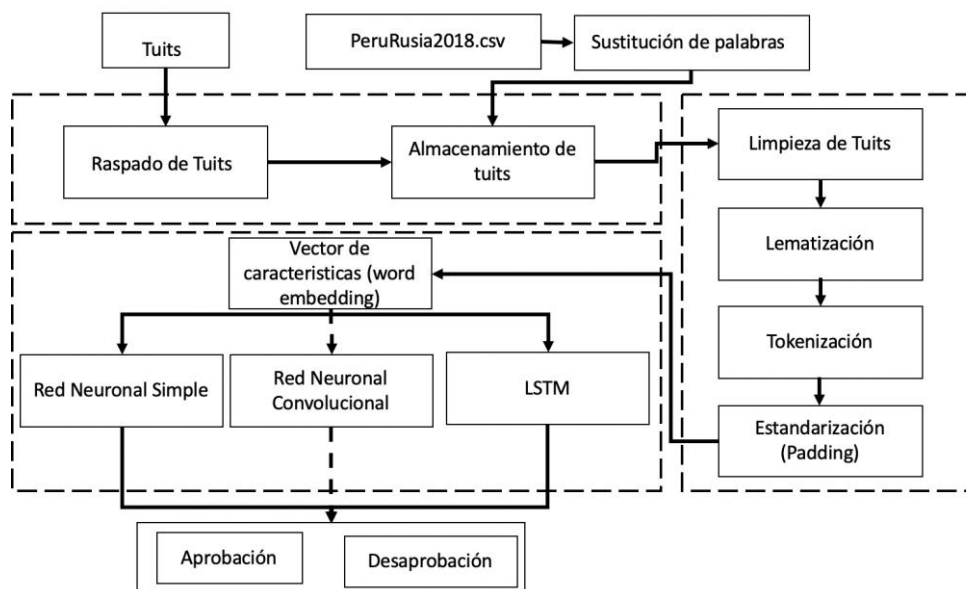 Tuits
PeruRusia2018.csv
Sustitución de palabras
Raspado de Tuits
Almacenamiento de
tuits
Limpieza de Tuits
Lematización
Tokenización
Estandarización
(Padding)
Vector de
caracteristicas (word
embedding)
Red Neuronal Simple
Red Neuronal
Convolucional
LSTM
Aprobación
Desaprobación